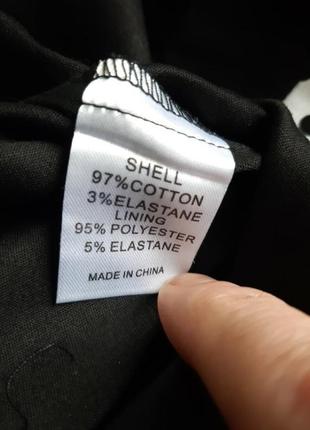 SHELL
97%COTTON
3%ELASTANE
LINING
95% POLYESTER
5% ELASTANE
MADE IN CHINA